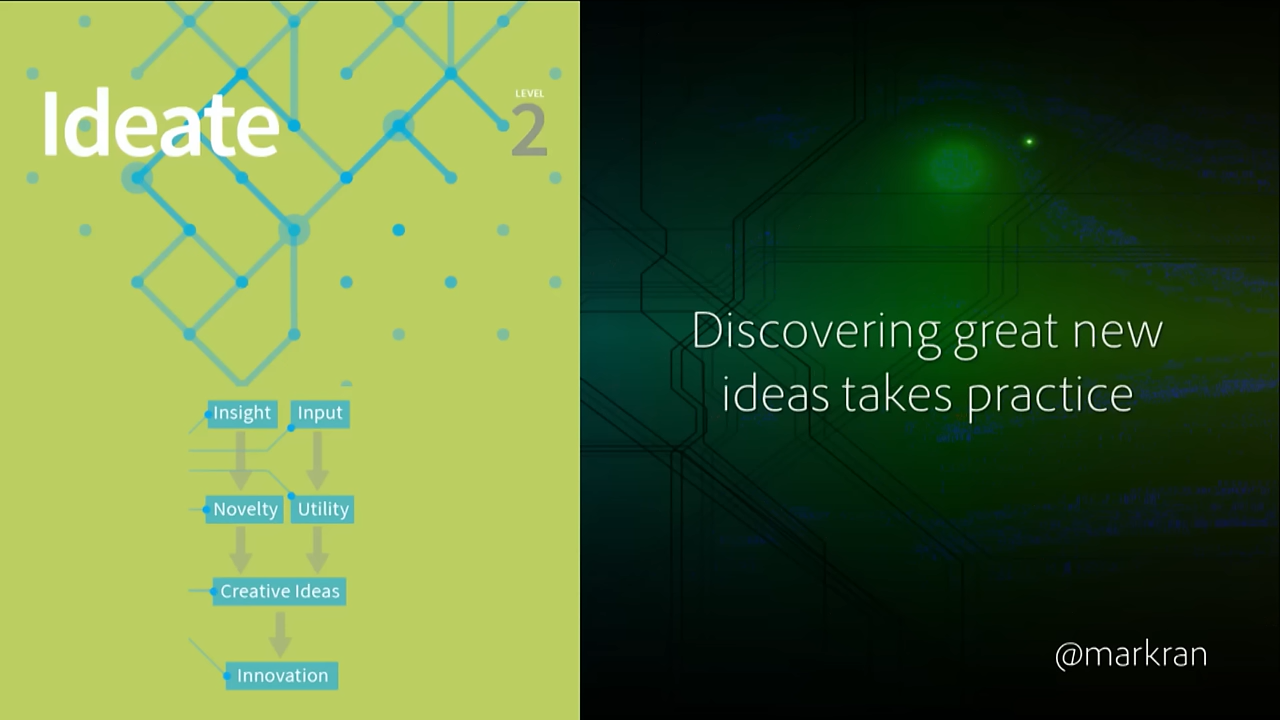 Ideate
LEVEL
2
Insight
Input
Novelty
Utility
Creative Ideas
Innovation
Discovering great new
ideas takes practice
@markran